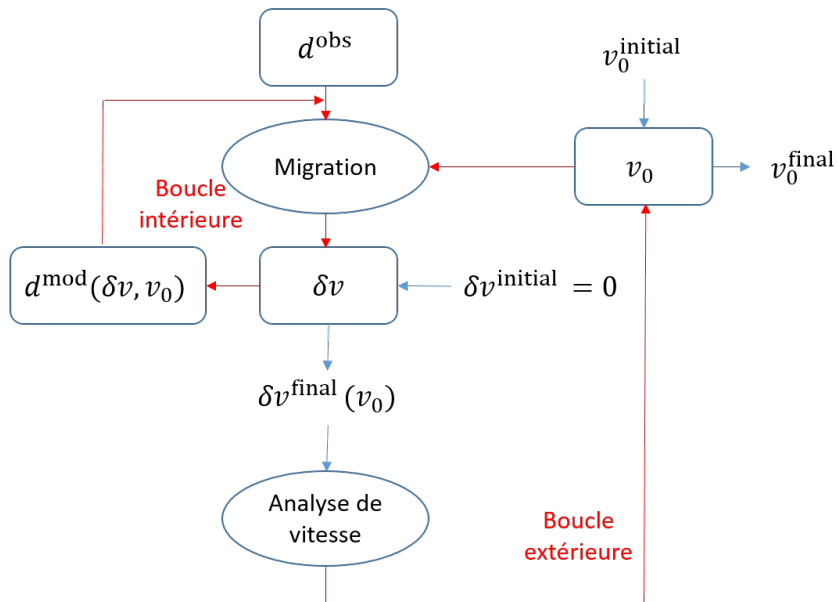 d^obs
v_0^initial
Migration
v_0
v_0^final
Boucle
intérieure
d^mod(δv, v_0)
δv
δv^initial = 0
δv^final (v_0)
Analyse de
vitesse
Boucle
extérieure